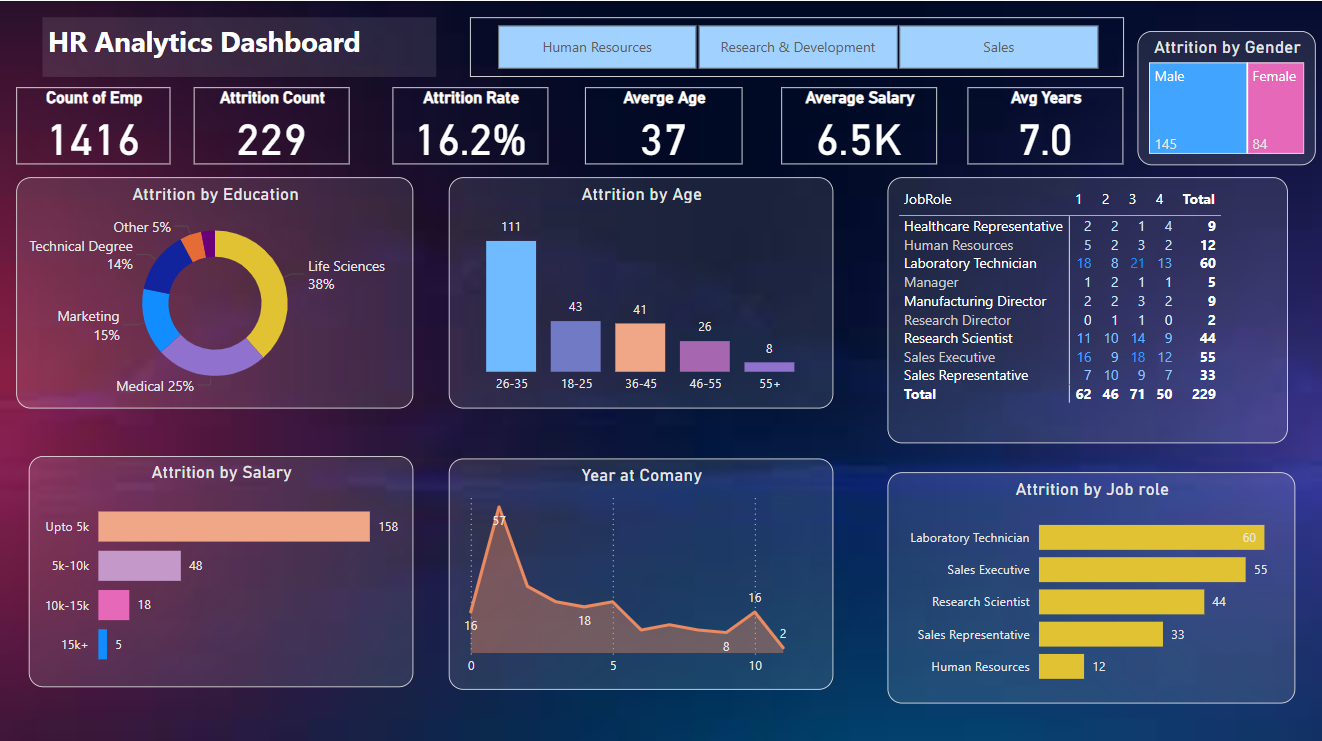 HR Analytics Dashboard
Human Resources
Research & Development
Sales
Attrition by Gender
Male
Female
145
84
Count of Emp
1416
Attrition Count
229
Attrition Rate
16.2%
Averge Age
37
Average Salary
6.5K
Avg Years
7.0
Attrition by Education
Other 5%
Technical Degree
14%
Life Sciences
38%
Marketing
15%
Medical 25%
Attrition by Age
111
43
41
26
8
26-35 18-25 36-45 46-55 55+
JobRole 1 2 3 4 Total
Healthcare Representative 2 2 1 4 9
Human Resources 5 2 3 2 12
Laboratory Technician 18 8 21 13 60
Manager 1 2 1 1 5
Manufacturing Director 2 2 3 2 9
Research Director 0 1 1 0 2
Research Scientist 11 10 14 9 44
Sales Executive 16 9 18 12 55
Sales Representative 7 10 9 7 33
Total 62 46 71 50 229
Attrition by Salary
Upto 5k 158
5k-10k 48
10k-15k 18
15k+ 5
Year at Comany
57
16
16
18
2
8
0 5 10
Attrition by Job role
Laboratory Technician 60
Sales Executive 55
Research Scientist 44
Sales Representative 33
Human Resources 12